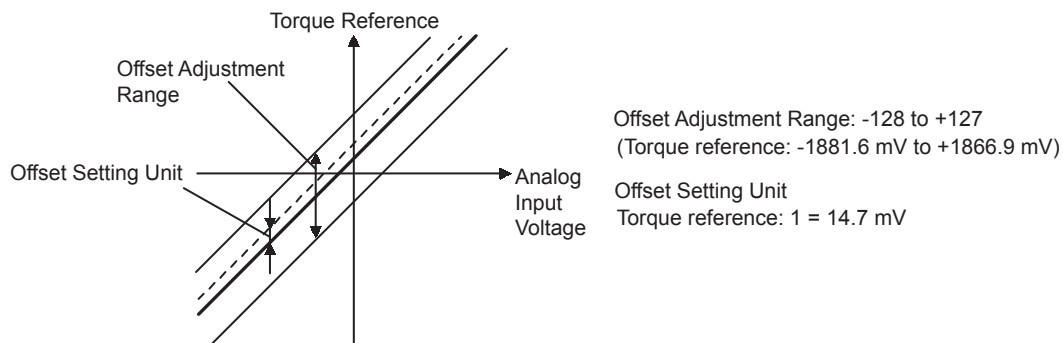 Torque Reference
Offset Adjustment
Range
Offset Setting Unit
Analog
Input
Voltage
Offset Adjustment Range: -128 to +127
(Torque reference: -1881.6 mV to +1866.9 mV)
Offset Setting Unit
Torque reference: 1 = 14.7 mV